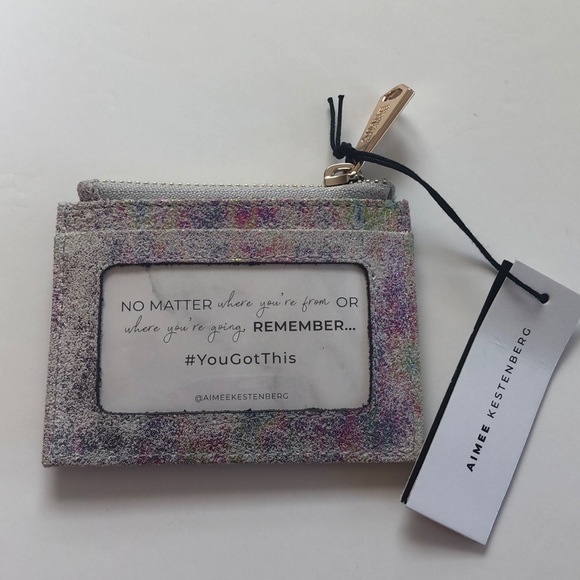 NO MATTER where you're from OR
where you're going, REMEMBER...
#YouGotThis
@AIMEEKESTENBERG
AIMEE KESTENBERG